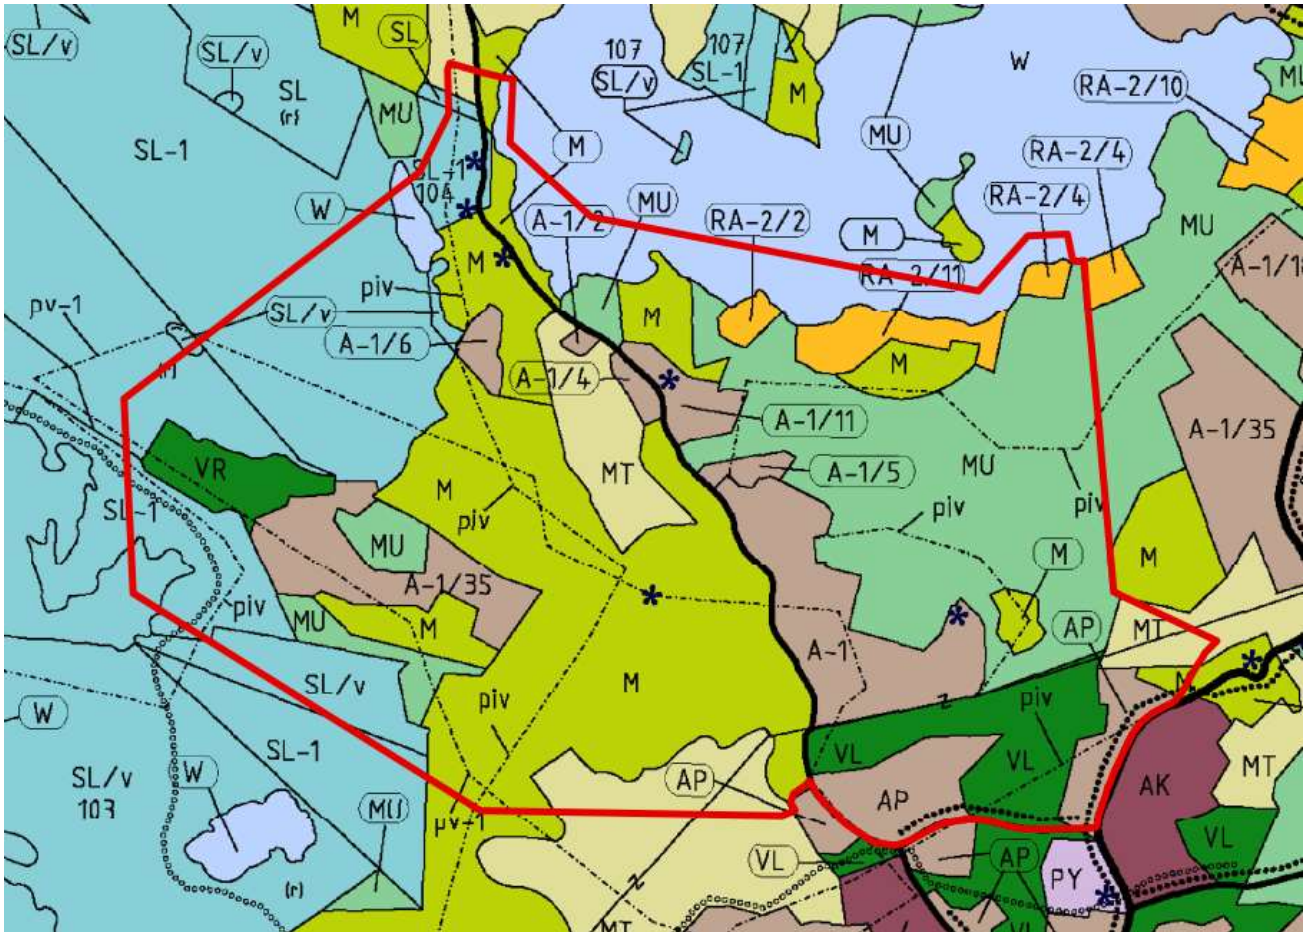 M
SL
107
107
W
SL/v
SL/v
SL
(r)
SL/v
SL-1
M
RA-2/10
MU
MU
MU
M
RA-2/4
SL-1
SL-1
104
W
A-1/2
MU
RA-2/2
RA-2/4
MU
M
M
RA-2/11
A-1/1
piv
pv-1
SL/v
M
A-1/6
M
A-1/4
A-1/11
A-1/35
VR
MT
MU
A-1/5
M
SL-1
piv
piv
piv
MU
M
M
A-1/35
piv
MU
M
AP
MT
A-1
SL/v
M
M
piv
z
piv
W
SL-1
VL
VL
SL/v
103
W
AP
AP
AK
MT
MU
pv-1
VL
VL
AP
PY
(r)
z
MT
AP
VL